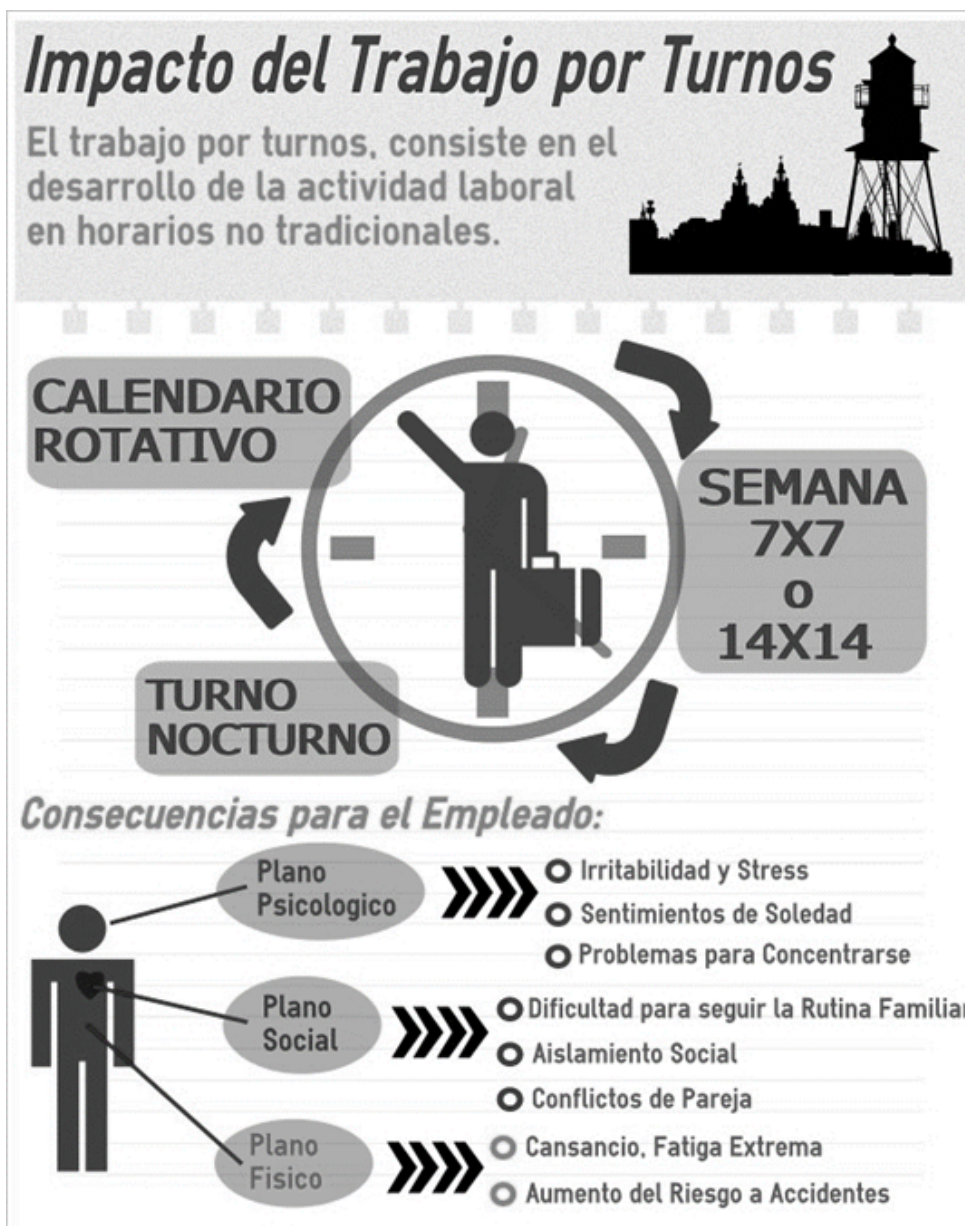 Impacto del Trabajo por Turnos
El trabajo por turnos, consiste en el
desarrollo de la actividad laboral
en horarios no tradicionales.
CALENDARIO
ROTATIVO
SEMANA
7X7
o
14X14
TURNO
NOCTURNO
Consecuencias para el Empleado:
Plano
Psicologico
Irritabilidad y Stress
Sentimientos de Soledad
Problemas para Concentrarse
Plano
Social
Dificultad para seguir la Rutina Familiar
Aislamiento Social
Conflictos de Pareja
Plano
Fisico
Cansancio, Fatiga Extrema
Aumento del Riesgo a Accidentes